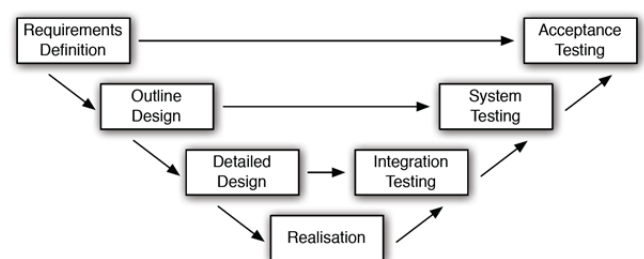 Requirements
Definition
Acceptance
Testing
Outline
Design
System
Testing
Detailed
Design
Integration
Testing
Realisation